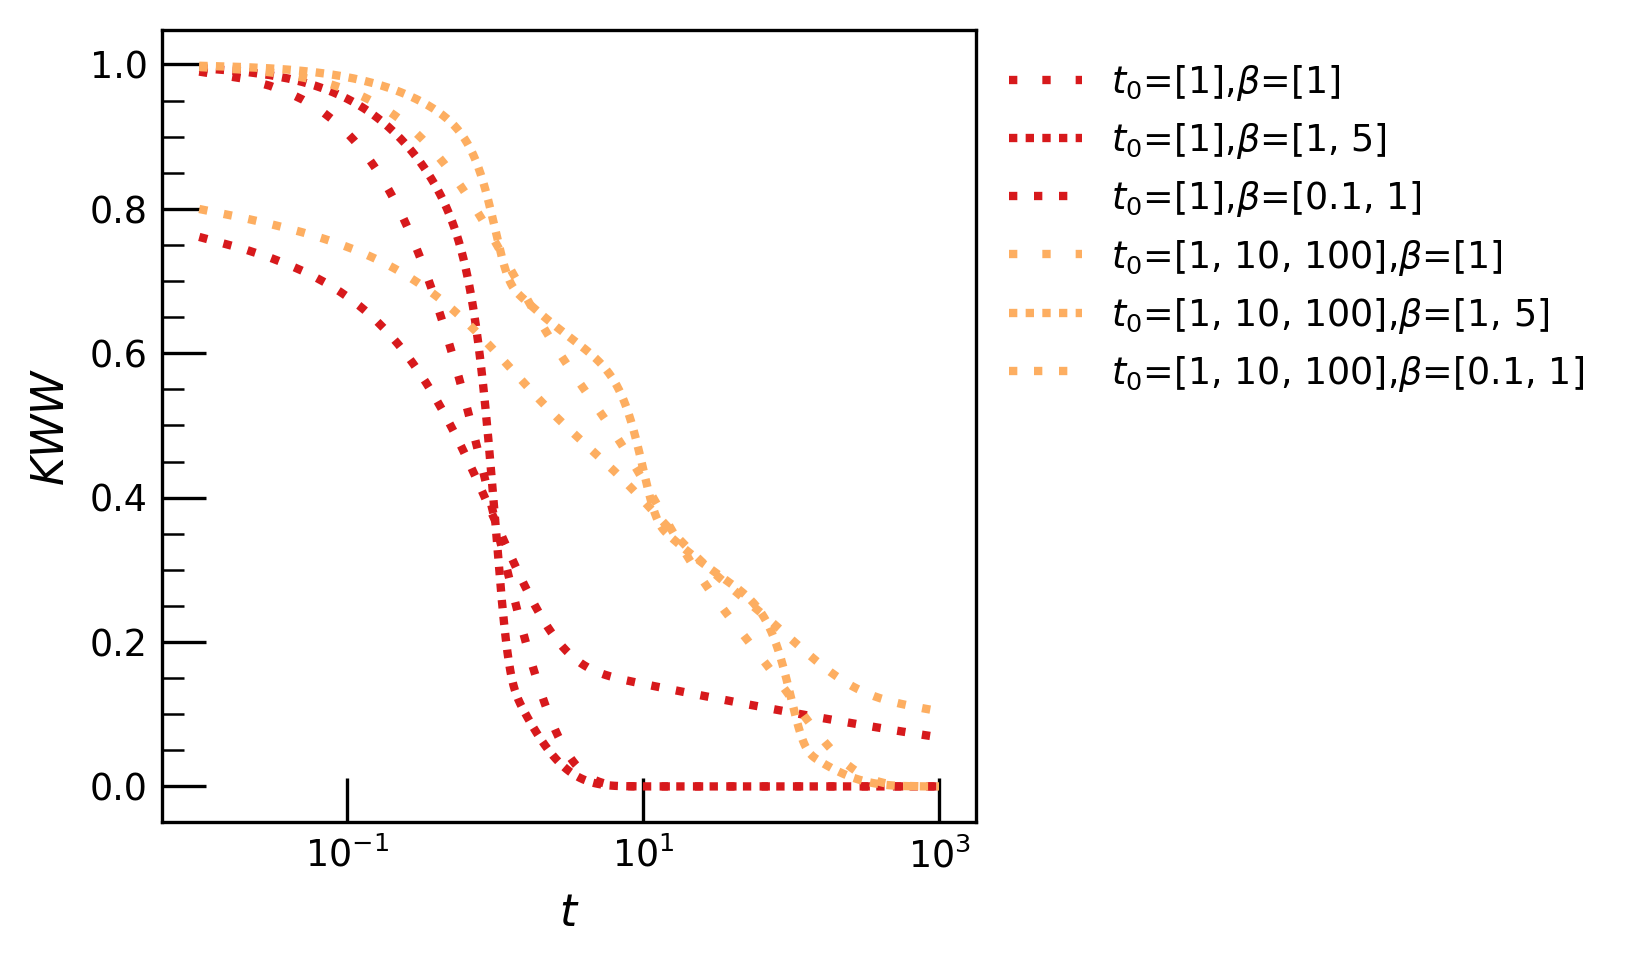 1.0
0.8
0.6
0.4
0.2
0.0
KWW
10⁻¹
10¹
10³
t
t₀=[1],β=[1]
t₀=[1],β=[1, 5]
t₀=[1],β=[0.1, 1]
t₀=[1, 10, 100],β=[1]
t₀=[1, 10, 100],β=[1, 5]
t₀=[1, 10, 100],β=[0.1, 1]